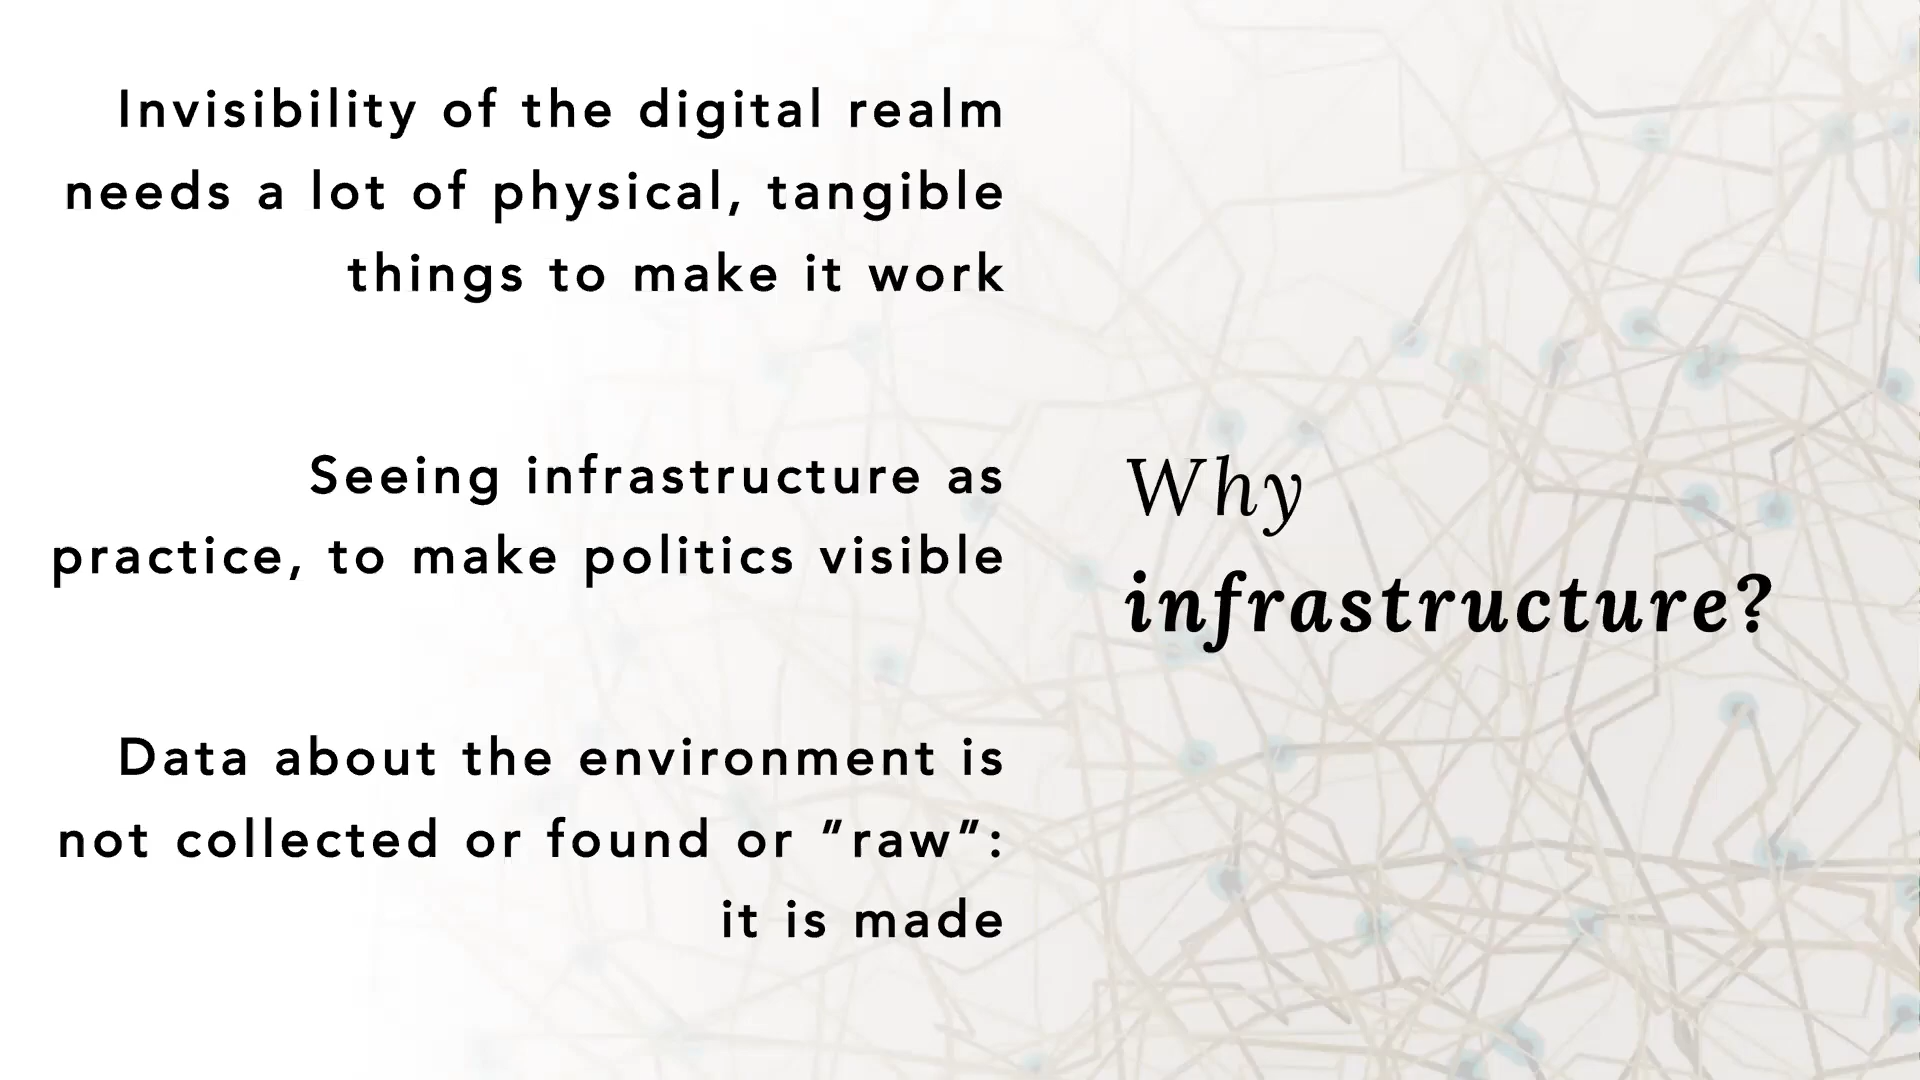 Invisibility of the digital realm
needs a lot of physical, tangible
things to make it work
Seeing infrastructure as
practice, to make politics visible
Data about the environment is
not collected or found or "raw":
it is made
Why
infrastructure?